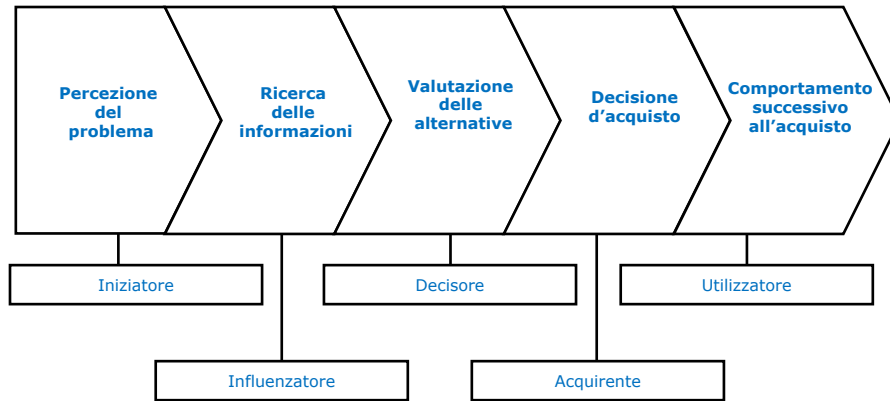 Percezione
del
problema
Ricerca
delle
informazioni
Valutazione
delle
alternative
Decisione
d'acquisto
Comportamento
successivo
all'acquisto
Iniziatore
Decisore
Utilizzatore
Influenzatore
Acquirente